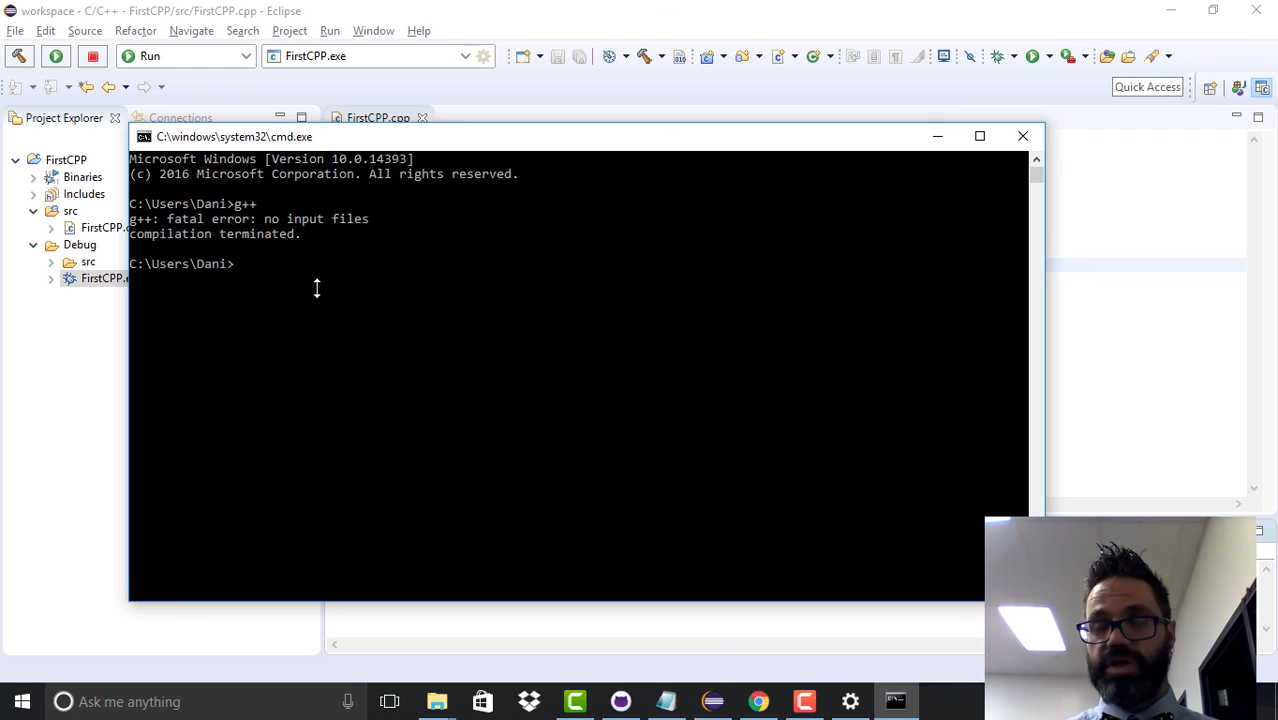 workspace - C/C++ - FirstCPP/src/FirstCPP.cpp - Eclipse
File Edit Source Refactor Navigate Search Project Run Window Help
Run FirstCPP.exe
Quick Access
Project Explorer Connections FirstCPP.cpp
C:\windows\system32\cmd.exe
Microsoft Windows [Version 10.0.14393]
(c) 2016 Microsoft Corporation. All rights reserved.
C:\Users\Dani>g++
g++: fatal error: no input files
compilation terminated.
C:\Users\Dani>
FirstCPP
Binaries
Includes
src
FirstCPP.
Debug
src
FirstCPP.e
Ask me anything